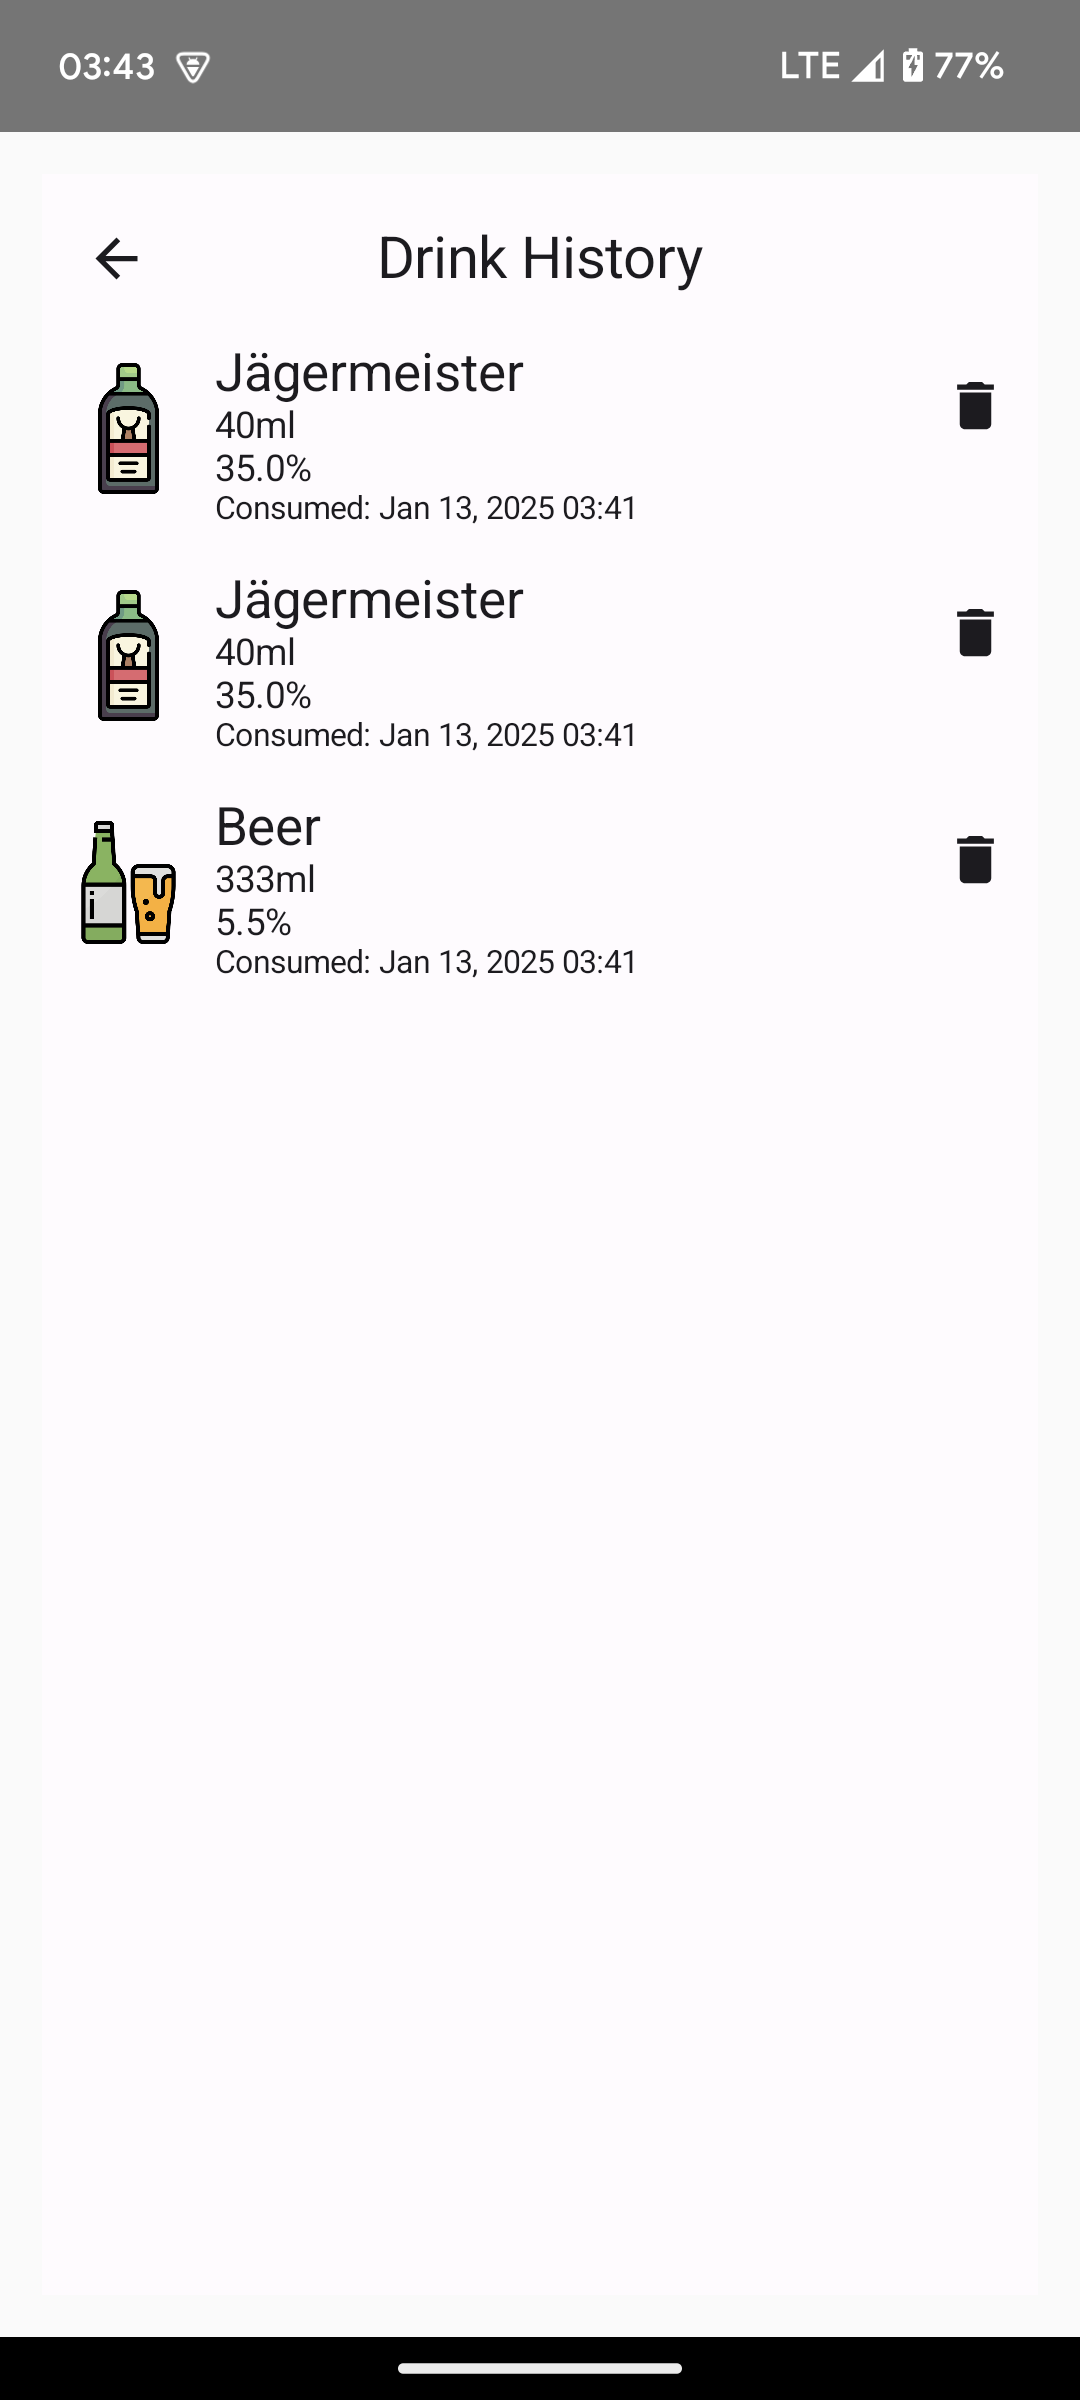 03:43
LTE 77%
Drink History
Jägermeister
40ml
35.0%
Consumed: Jan 13, 2025 03:41
Jägermeister
40ml
35.0%
Consumed: Jan 13, 2025 03:41
Beer
333ml
5.5%
Consumed: Jan 13, 2025 03:41